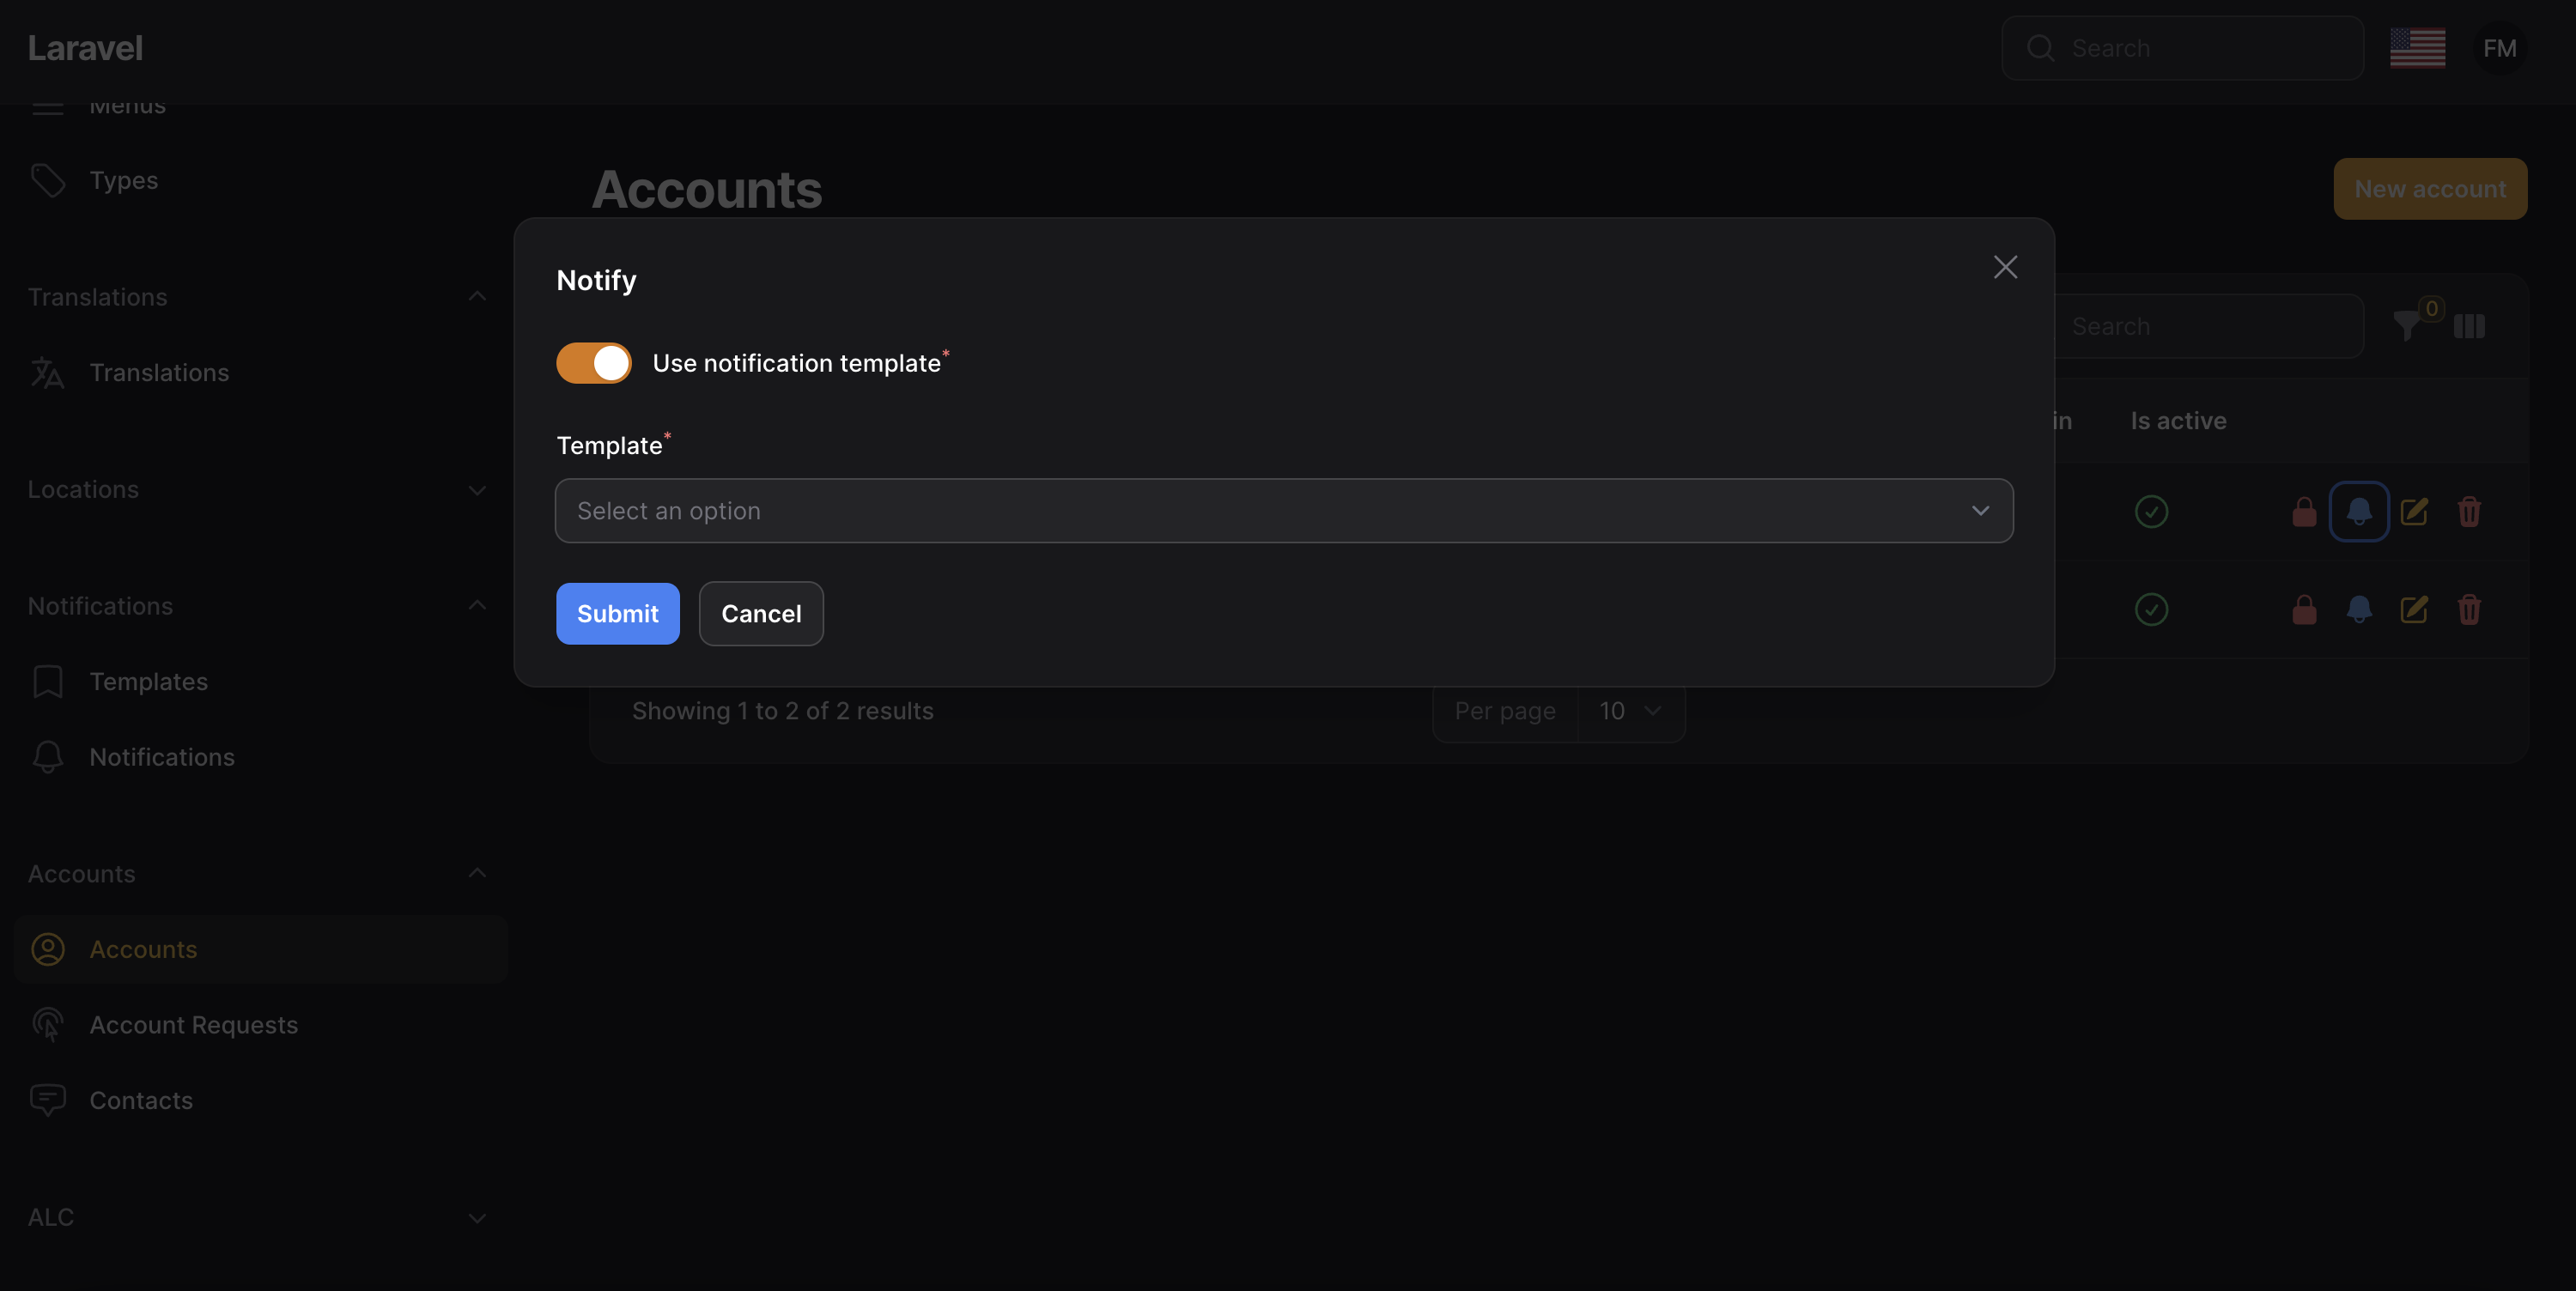 Laravel
Search
FM
Menus
Types
Translations
Translations
Locations
Notifications
Templates
Notifications
Accounts
Accounts
Account Requests
Contacts
ALC
Accounts
New account
Search
0
in
Is active
Notify
Use notification template*
Template*
Select an option
Submit
Cancel
Showing 1 to 2 of 2 results
Per page
10